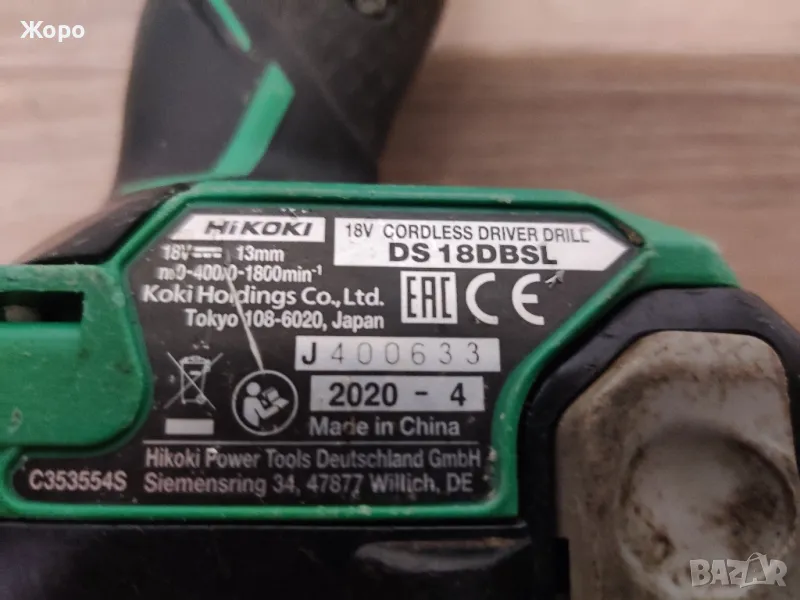 Жоро
HiKOKI
18V CORDLESS DRIVER DRILL
DS 18DBSL
18V 13mm
0-400/0-1800min⁻¹
Koki Holdings Co., Ltd.
Tokyo 108-6020, Japan
EAC CE
J400633
2020 - 4
Made in China
Hikoki Power Tools Deutschland GmbH
C353554S Siemensring 34, 47877 Willich, DE
BAZAR